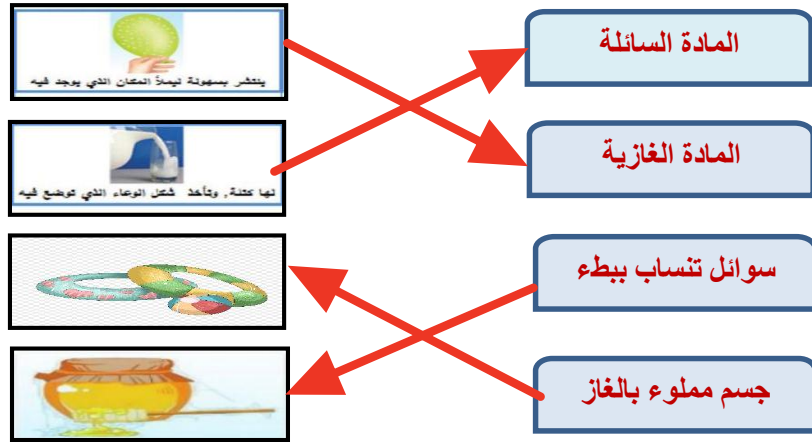 ينتشر بسهولة ليملأ المكان الذي يوجد فيه
المادة السائلة
لها كتلة, وتأخذ شكل الوعاء الذي توضع فيه
المادة الغازية
سوائل تنساب ببطء
جسم مملوء بالغاز